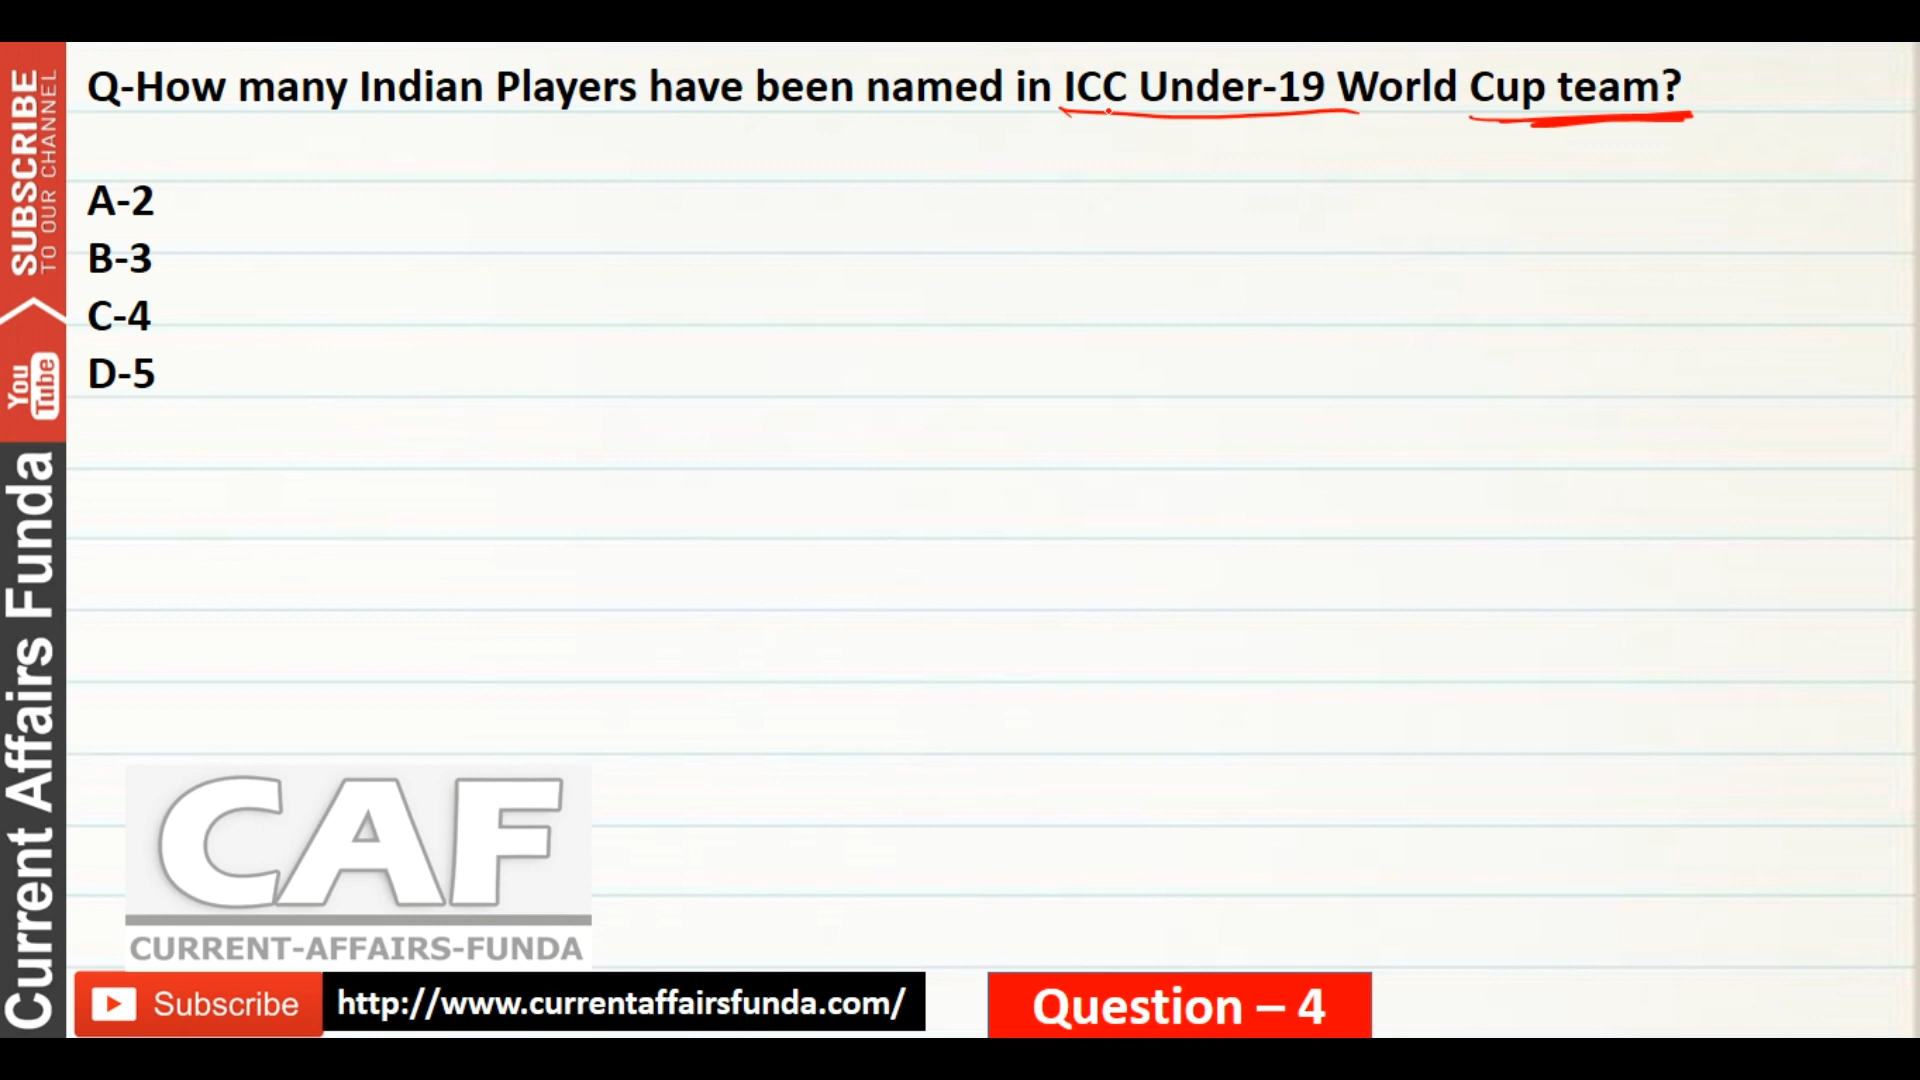 Q-How many Indian Players have been named in ICC Under-19 World Cup team?
A-2
B-3
C-4
D-5
SUBSCRIBE
TO OUR CHANNEL
You
Tube
Current Affairs Funda
CAF
CURRENT-AFFAIRS-FUNDA
Subscribe
http://www.currentaffairsfunda.com/
Question – 4